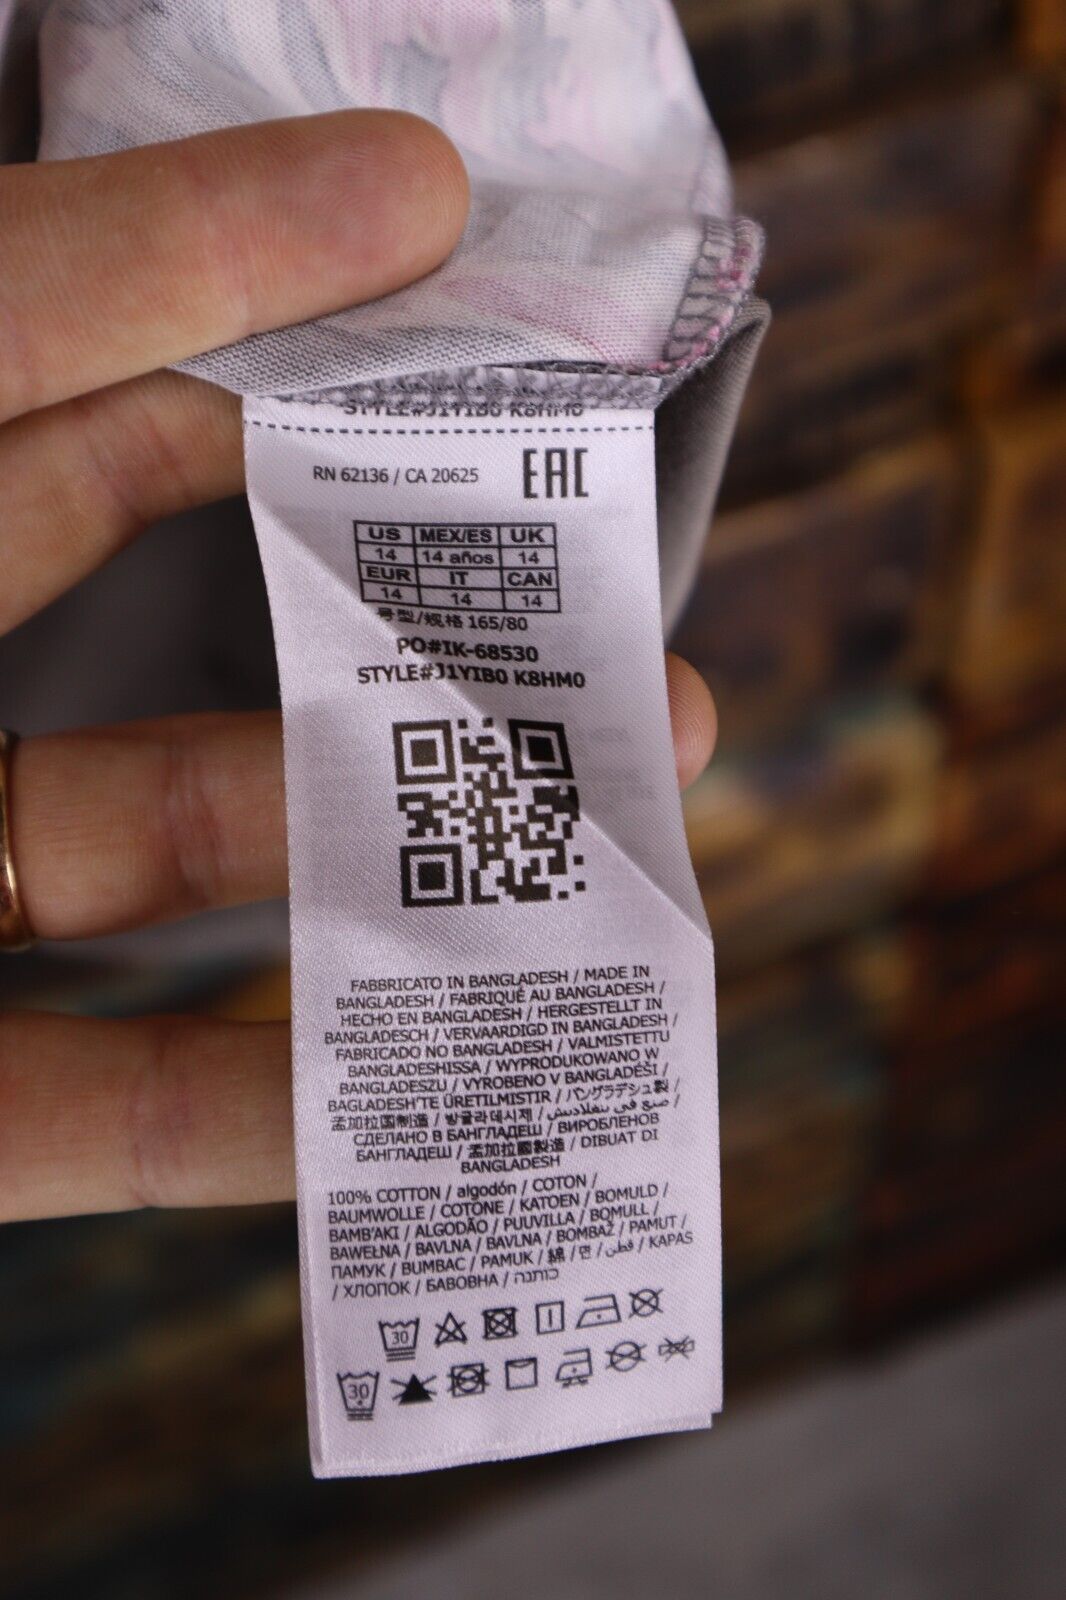 STYLE#J1YIB0 K8HM0
RN 62136 / CA 20625 EAC
US MEX/ES UK
14 14 años 14
EUR IT CAN
14 14 14
号型/规格 165/80
PO#IK-68530
STYLE#J1YIB0 K8HM0
FABBRICATO IN BANGLADESH / MADE IN
BANGLADESH / FABRIQUÉ AU BANGLADESH /
HECHO EN BANGLADESH / HERGESTELLT IN
BANGLADESCH / VERVAARDIGD IN BANGLADESH /
FABRICADO NO BANGLADESH / VALMISTETTU
BANGLADESHISSA / WYPRODUKOWANO W
BANGLADESZU / VYROBENO V BANGLADÉŠI /
BAGLADESH'TE ÜRETILMISTIR / バングラデシュ製 /
孟加拉国制造 / 방글라데시제 / صنع في بنغلاديش /
СДЕЛАНО В БАНГЛАДЕШ / ВИРОБЛЕНОВ
БАНГЛАДЕШ / 孟加拉國製造 / DIBUAT DI
BANGLADESH
100% COTTON / algodón / COTON /
BAUMWOLLE / COTONE / KATOEN / BOMULD /
BAMB'AKI / ALGODÃO / PUUVILLA / BOMULL /
BAWEŁNA / BAVLNA / BAVLNA / BOMBAŽ / PAMUT /
ПАМУК / BUMBAC / PAMUK / 綿 / 면 / قطن / KAPAS
/ ХЛОПОК / БАВОВНА / כותנה
30
30